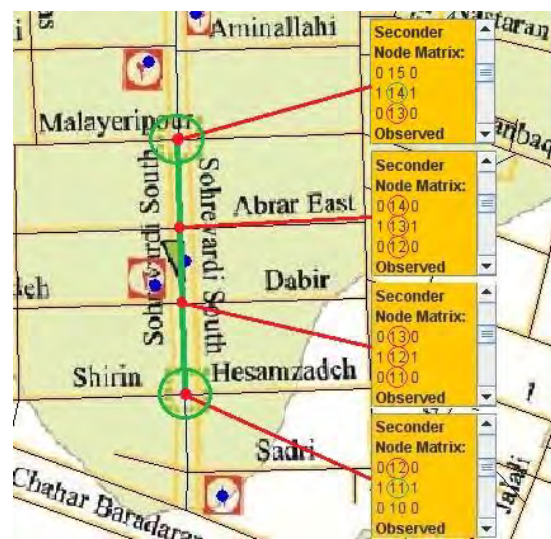 Aminallahi
Nastaran
Malayeripour
Sohrevardi South
Sohrevardi South
Abrar East
Dabir
Shirin
Hesamzadeh
Sadri
Chahar Baradaran
Jalali
Seconder
Node Matrix:
0 15 0
1 14 1
0 13 0
Observed
Seconder
Node Matrix:
0 14 0
1 13 1
0 12 0
Observed
Seconder
Node Matrix:
0 13 0
1 12 1
0 11 0
Observed
Seconder
Node Matrix:
0 12 0
1 11 1
0 10 0
Observed